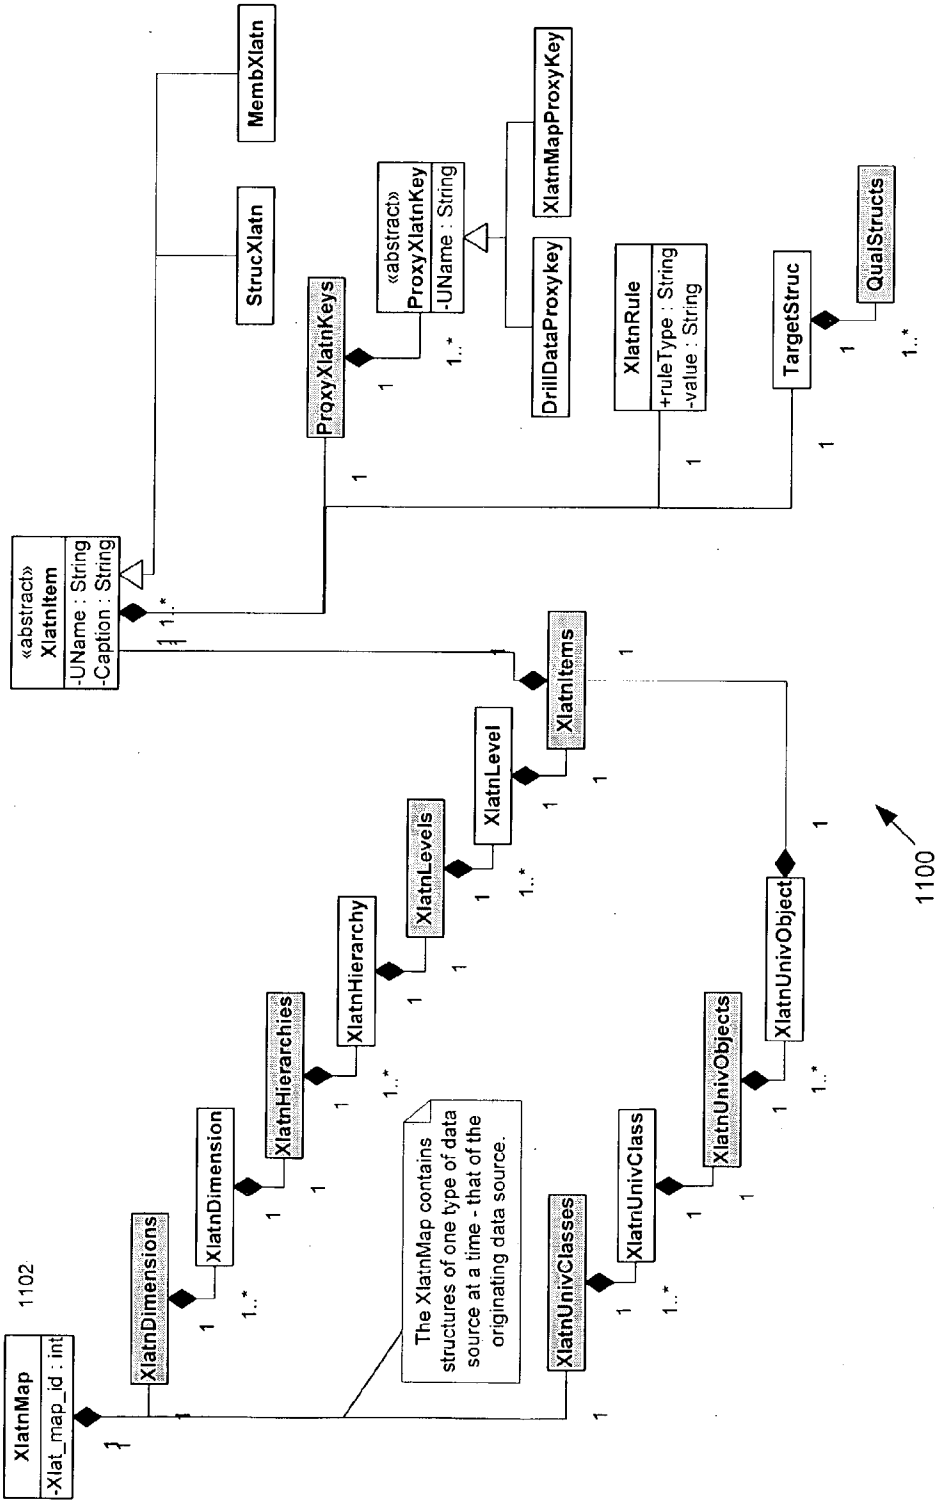 XlatnMap
-Xlat_map_id : int
1102
1
1
XlatnDimensions
1
1..*
XlatnDimension
1
1
XlatnHierarchies
1
1..*
XlatnHierarchy
1
1
XlatnLevels
1
1..*
XlatnLevel
1
1
XlatnItems
1
1
«abstract»
XlatnItem
-UName : String
-Caption : String
1
1..*
StrucXlatn
MembXlatn
ProxyXlatnKeys
1
1
1..*
«abstract»
ProxyXlatnKey
-UName : String
DrillDataProxykey
XlatnMapProxyKey
XlatnRule
+ruleType : String
-value : String
1
TargetStruc
1
1
1..*
QualStructs
The XlatnMap contains
structures of one type of data
source at a time - that of the
originating data source.
XlatnUnivClasses
1
1
1..*
XlatnUnivClass
1
1
XlatnUnivObjects
1
1..*
XlatnUnivObject
1
1100